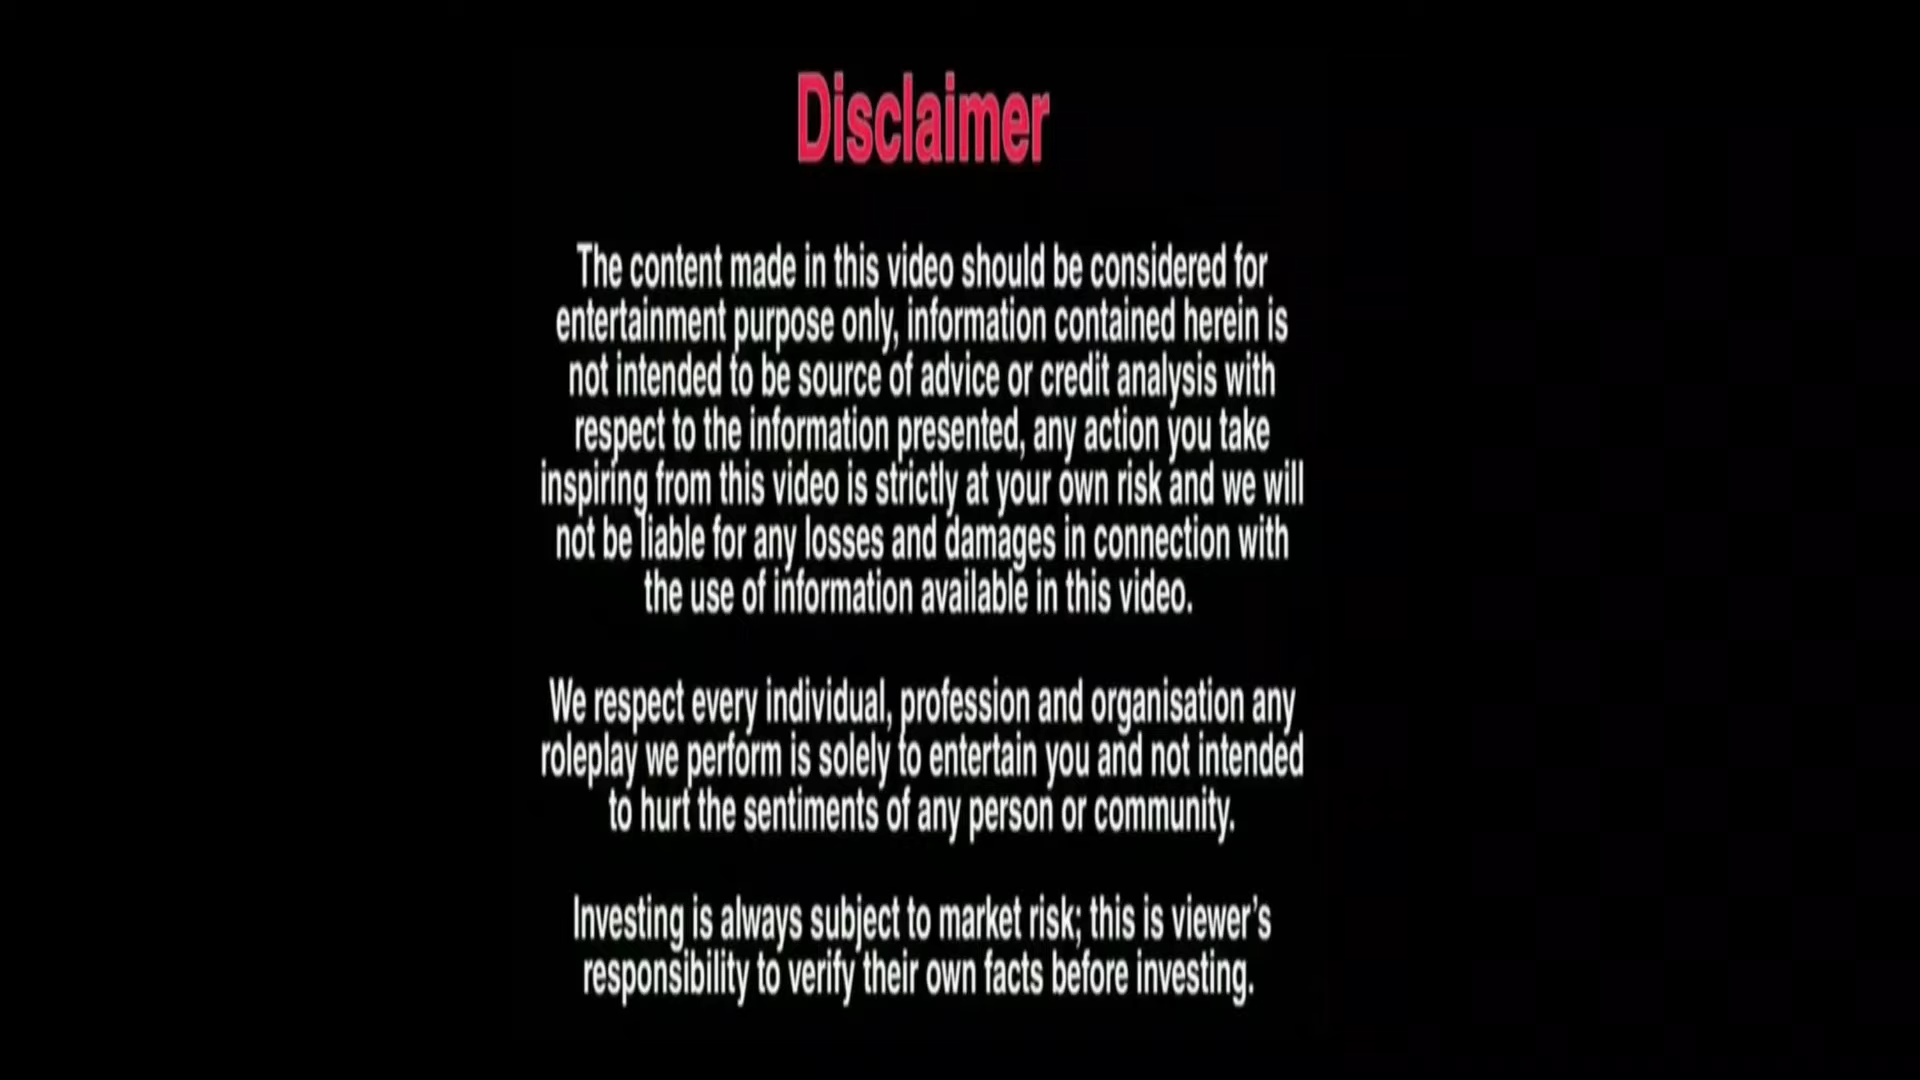 Disclaimer
The content made in this video should be considered for
entertainment purpose only, information contained herein is
not intended to be source of advice or credit analysis with
respect to the information presented, any action you take
inspiring from this video is strictly at your own risk and we will
not be liable for any losses and damages in connection with
the use of information available in this video.
We respect every individual, profession and organisation any
roleplay we perform is solely to entertain you and not intended
to hurt the sentiments of any person or community.
Investing is always subject to market risk; this is viewer’s
responsibility to verify their own facts before investing.